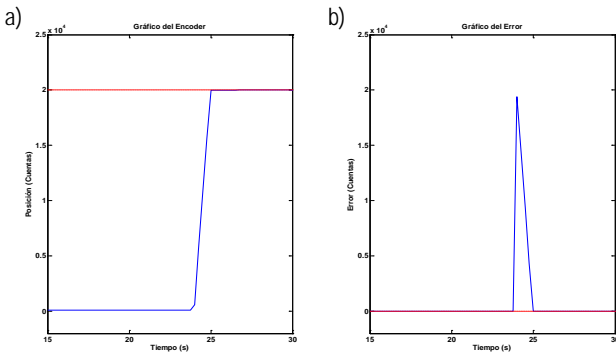 a)
Gráfico del Encoder
2.5 x 10^4
2
1.5
1
0.5
0
15 20 25 30
Posición (Cuentas)
Tiempo (s)
b)
Gráfico del Error
2.5 x 10^4
2
1.5
1
0.5
0
15 20 25 30
Error (Cuentas)
Tiempo (s)